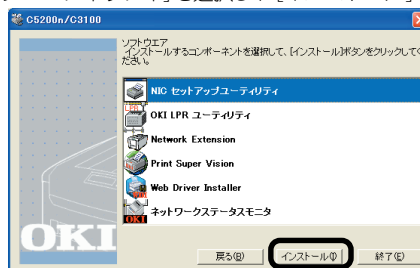 C5200n/C3100
ソフトウエア
インストールするコンポーネントを選択して、[インストール]ボタンをクリックしてく
ださい。
NIC セットアップユーティリティ
OKI LPR ユーティリティ
Network Extension
Print Super Vision
Web Driver Installer
ネットワークステータスモニタ
OKI
戻る(B)
インストール(I)
終了(E)